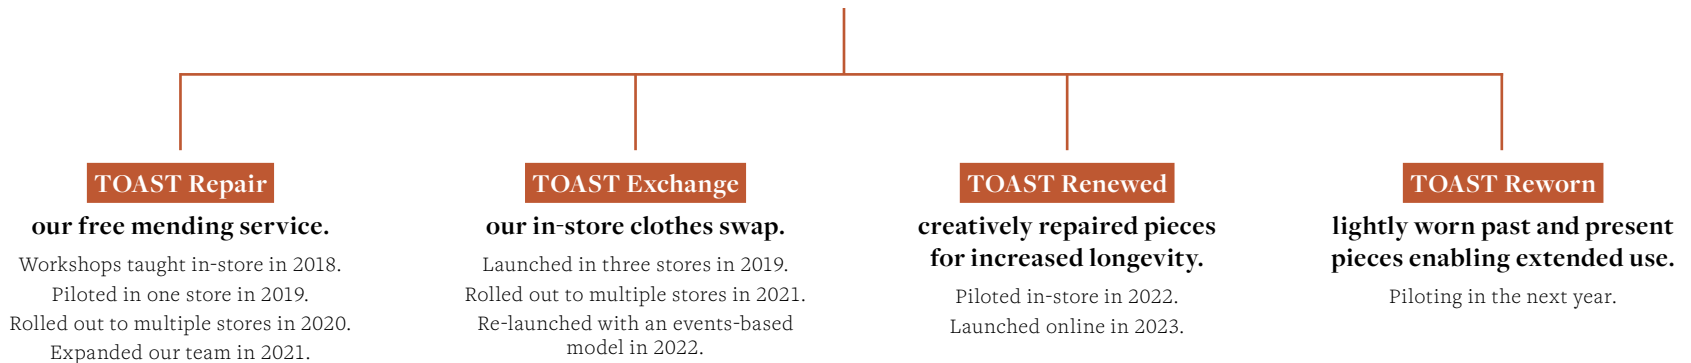 TOAST Repair
our free mending service.
Workshops taught in-store in 2018.
Piloted in one store in 2019.
Rolled out to multiple stores in 2020.
Expanded our team in 2021.
TOAST Exchange
our in-store clothes swap.
Launched in three stores in 2019.
Rolled out to multiple stores in 2021.
Re-launched with an events-based
model in 2022.
TOAST Renewed
creatively repaired pieces
for increased longevity.
Piloted in-store in 2022.
Launched online in 2023.
TOAST Reworn
lightly worn past and present
pieces enabling extended use.
Piloting in the next year.